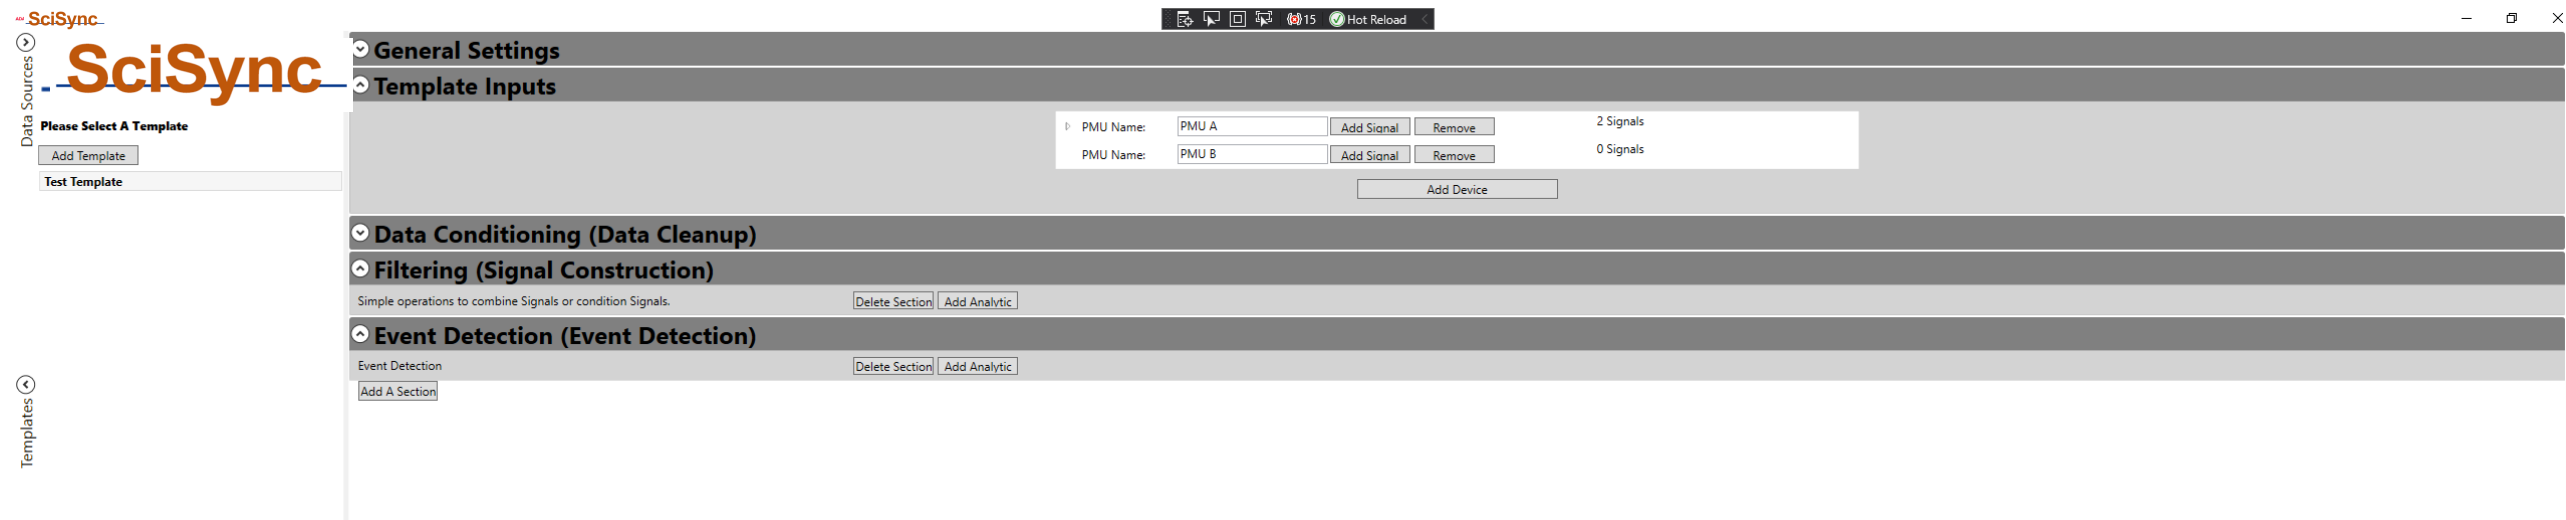 SciSync
15 Hot Reload
Data Sources
SciSync
Please Select A Template
Add Template
Test Template
Templates
General Settings
Template Inputs
PMU Name: PMU A Add Signal Remove 2 Signals
PMU Name: PMU B Add Signal Remove 0 Signals
Add Device
Data Conditioning (Data Cleanup)
Filtering (Signal Construction)
Simple operations to combine Signals or condition Signals. Delete Section Add Analytic
Event Detection (Event Detection)
Event Detection Delete Section Add Analytic
Add A Section